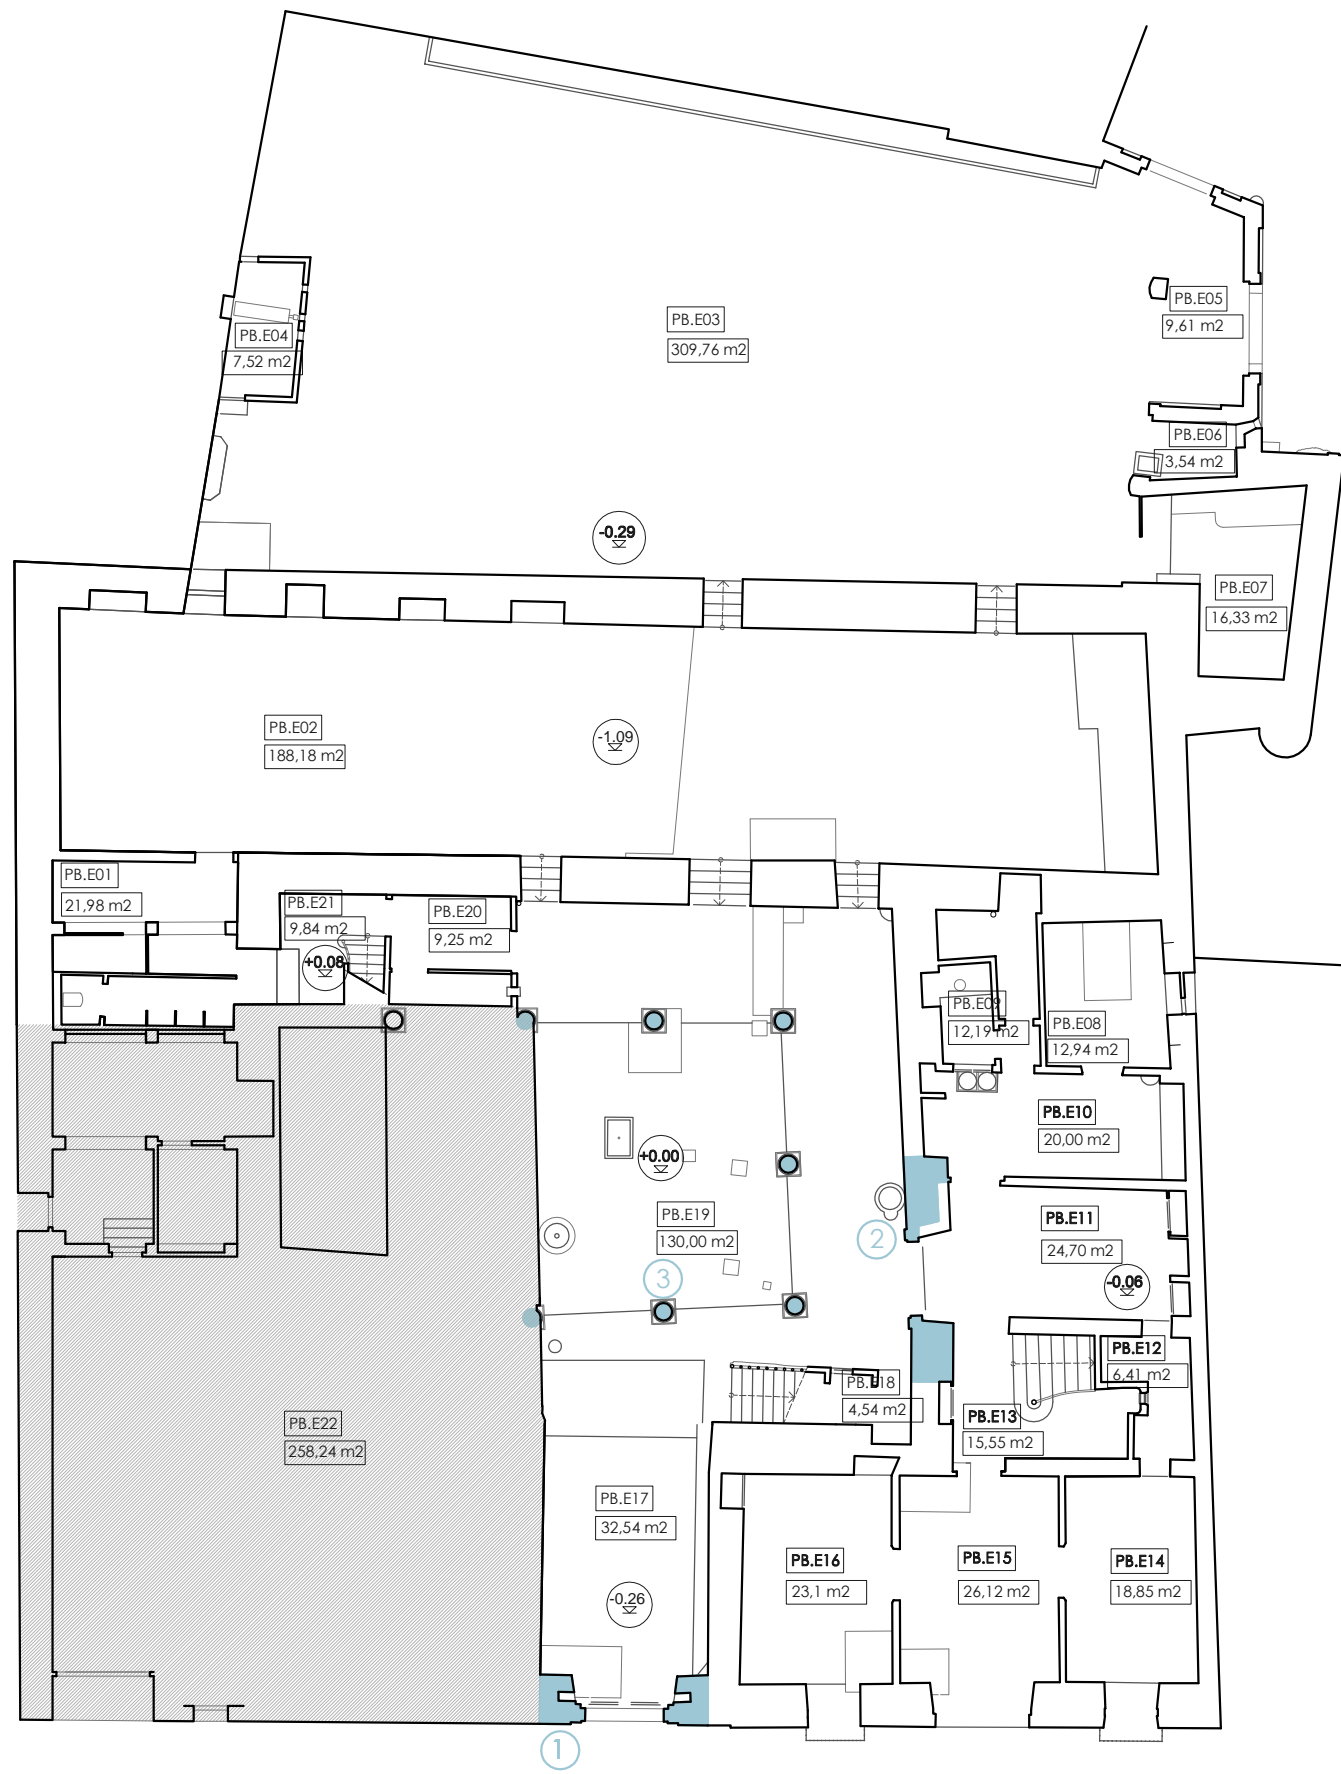 PB.E03
309,76 m2
PB.E05
9,61 m2
PB.E04
7,52 m2
PB.E06
3,54 m2
-0.29
PB.E07
16,33 m2
PB.E02
188,18 m2
-1.09
PB.E01
21,98 m2
PB.E21
9,84 m2
+0.08
PB.E20
9,25 m2
PB.E09
12,19 m2
PB.E08
12,94 m2
PB.E10
20,00 m2
+0.00
PB.E19
130,00 m2
2
PB.E11
24,70 m2
-0.06
3
PB.E12
6,41 m2
PB.E18
4,54 m2
PB.E13
15,55 m2
PB.E22
258,24 m2
PB.E17
32,54 m2
-0.26
PB.E16
23,1 m2
PB.E15
26,12 m2
PB.E14
18,85 m2
1